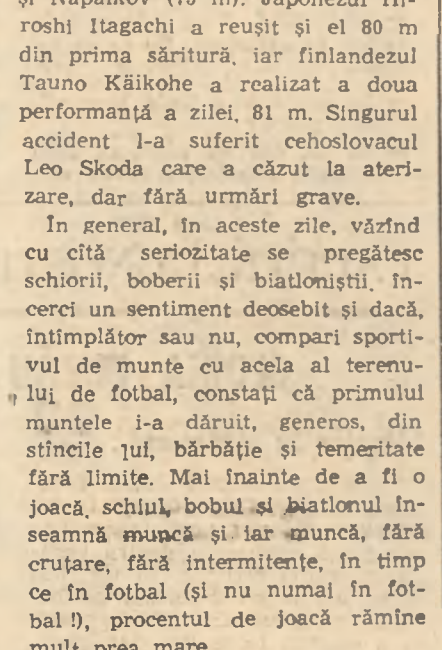 și Napalkov (79 m). Japonezul Hi-
roshi Itagachi a reușit și el 80 m
din prima săritură, iar finlandezul
Tauno Käikohe a realizat a doua
performanță a zilei, 81 m. Singurul
accident l-a suferit cehoslovacul
Leo Skoda care a căzut la ateri-
zare, dar fără urmări grave.
În general, în aceste zile, văzînd
cu cîtă seriozitate se pregătesc
schiorii, boberii și biatloniștii, în-
cerci un sentiment deosebit și dacă,
întîmplător sau nu, compari sporti-
vul de munte cu acela al terenu-
lui de fotbal, constați că primului
muntele i-a dăruit, generos, din
stîncile lui, bărbăție și temeritate
fără limite. Mai înainte de a fi o
joacă, schiul, bobul și biatlonul în-
seamnă muncă și iar muncă, fără
cruțare, fără intermitențe, în timp
ce în fotbal (și nu numai în fot-
bal !), procentul de joacă rămîne
mult prea mare